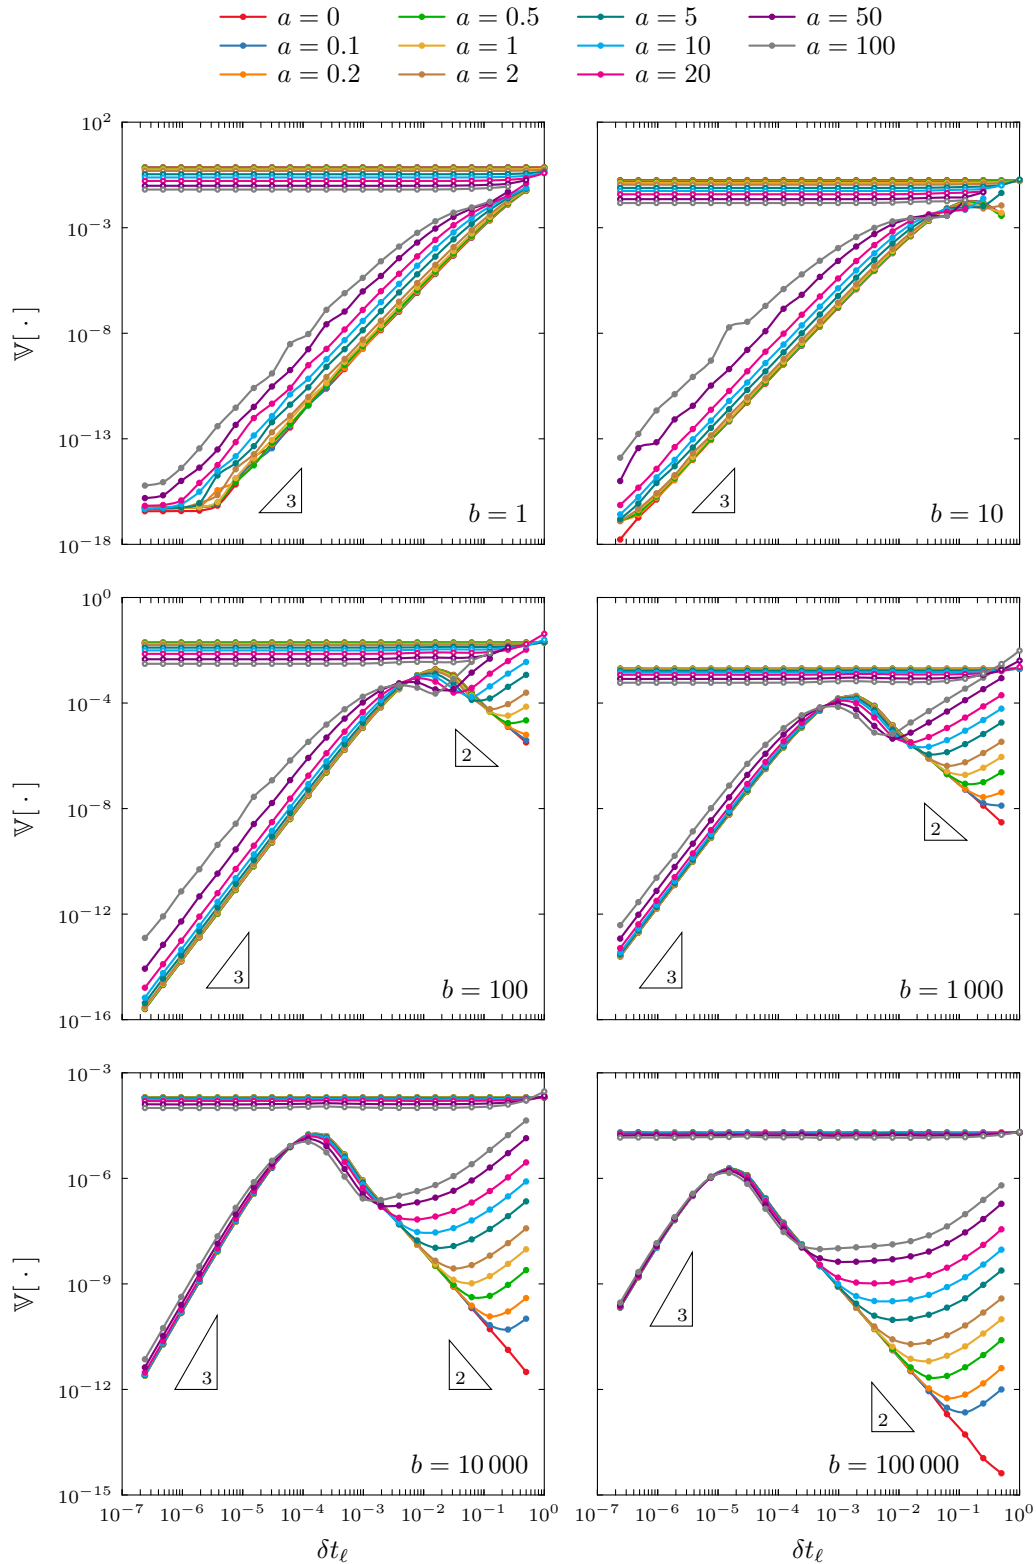 a = 0 a = 0.5 a = 5 a = 50
a = 0.1 a = 1 a = 10 a = 100
a = 0.2 a = 2 a = 20
10^2
10^−3
10^−8
10^−13
10^−18
𝕍[ · ]
3
b = 1
3
b = 10
10^0
10^−4
10^−8
10^−12
10^−16
𝕍[ · ]
2
3
b = 100
2
3
b = 1 000
10^−3
10^−6
10^−9
10^−12
10^−15
𝕍[ · ]
3
2
b = 10 000
3
2
b = 100 000
10^−7 10^−6 10^−5 10^−4 10^−3 10^−2 10^−1 10^0
10^−7 10^−6 10^−5 10^−4 10^−3 10^−2 10^−1 10^0
δt_ℓ
δt_ℓ